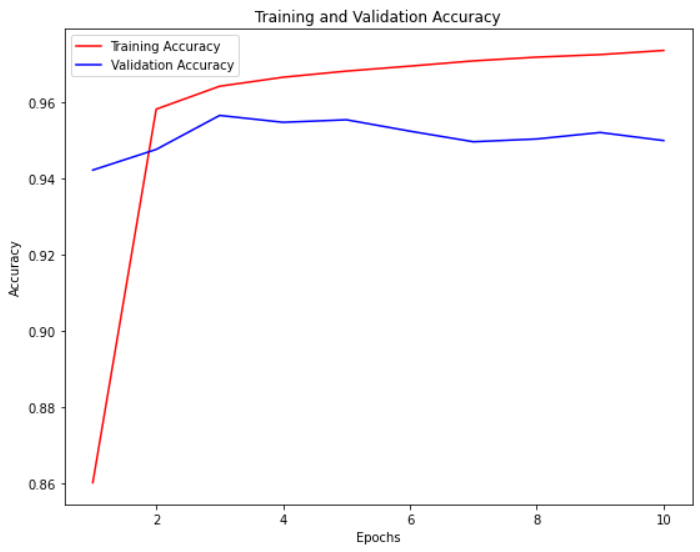 Training and Validation Accuracy
Training Accuracy
Validation Accuracy
0.96
0.94
0.92
0.90
0.88
0.86
Accuracy
2
4
6
8
10
Epochs